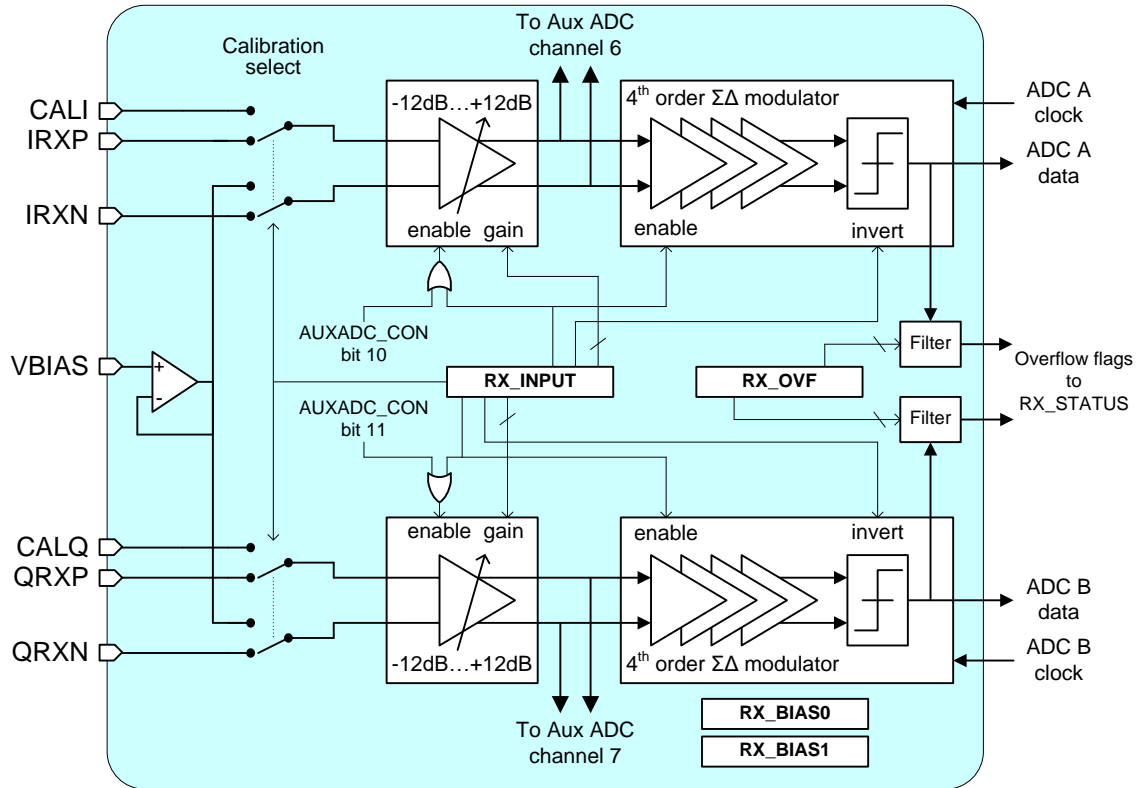 To Aux ADC
channel 6
Calibration
select
CALI
IRXP
IRXN
-12dB…+12dB
enable gain
4th order ΣΔ modulator
enable
invert
ADC A
clock
ADC A
data
AUXADC_CON
bit 10
VBIAS
+
-
RX_INPUT
RX_OVF
Filter
Filter
Overflow flags
to
RX_STATUS
AUXADC_CON
bit 11
CALQ
QRXP
QRXN
enable gain
-12dB…+12dB
enable
invert
4th order ΣΔ modulator
ADC B
data
ADC B
clock
To Aux ADC
channel 7
RX_BIAS0
RX_BIAS1